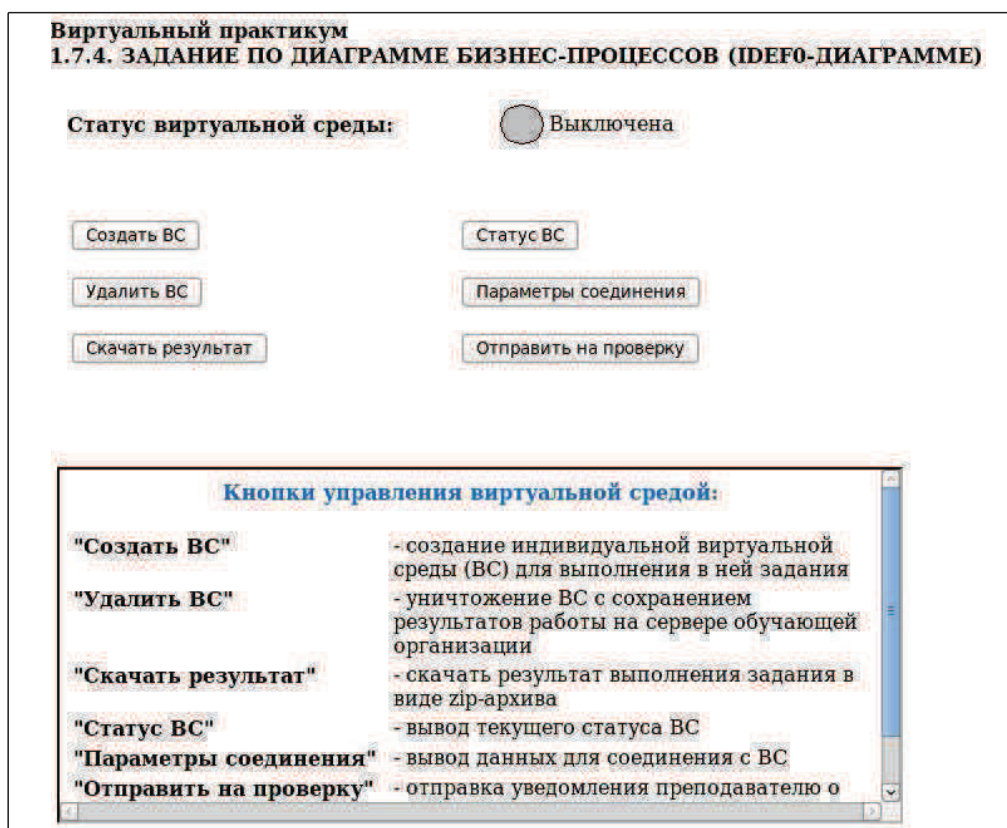 Виртуальный практикум
1.7.4. ЗАДАНИЕ ПО ДИАГРАММЕ БИЗНЕС-ПРОЦЕССОВ (IDEF0-ДИАГРАММЕ)
Статус виртуальной среды: Выключена
Создать ВС Статус ВС
Удалить ВС Параметры соединения
Скачать результат Отправить на проверку
Кнопки управления виртуальной средой:
"Создать ВС" - создание индивидуальной виртуальной
среды (ВС) для выполнения в ней задания
"Удалить ВС" - уничтожение ВС с сохранением
результатов работы на сервере обучающей
организации
"Скачать результат" - скачать результат выполнения задания в
виде zip-архива
"Статус ВС" - вывод текущего статуса ВС
"Параметры соединения" - вывод данных для соединения с ВС
"Отправить на проверку" - отправка уведомления преподавателю о